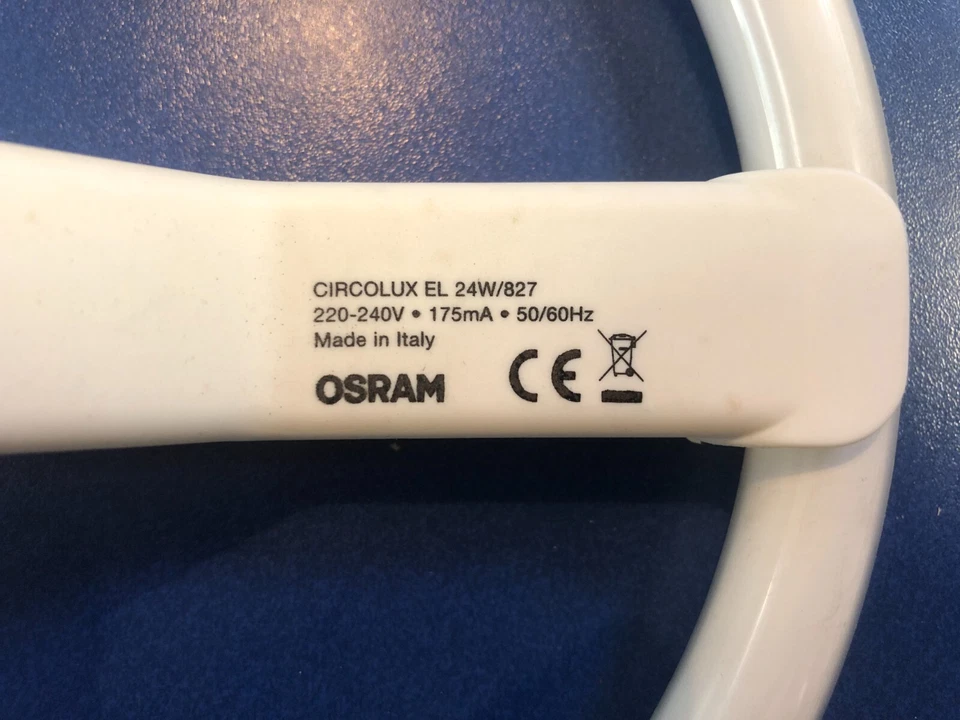 CIRCOLUX EL 24W/827
220-240V • 175mA • 50/60Hz
Made in Italy
OSRAM CE